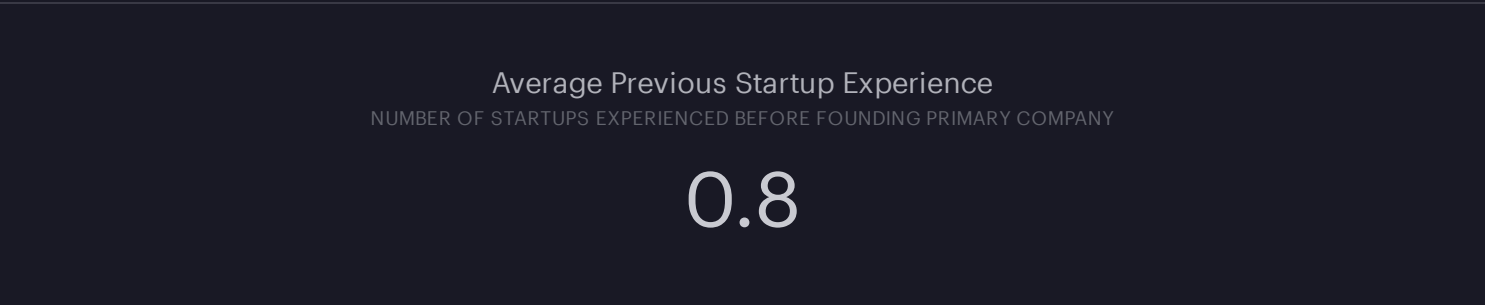 Average Previous Startup Experience
NUMBER OF STARTUPS EXPERIENCED BEFORE FOUNDING PRIMARY COMPANY
0.8